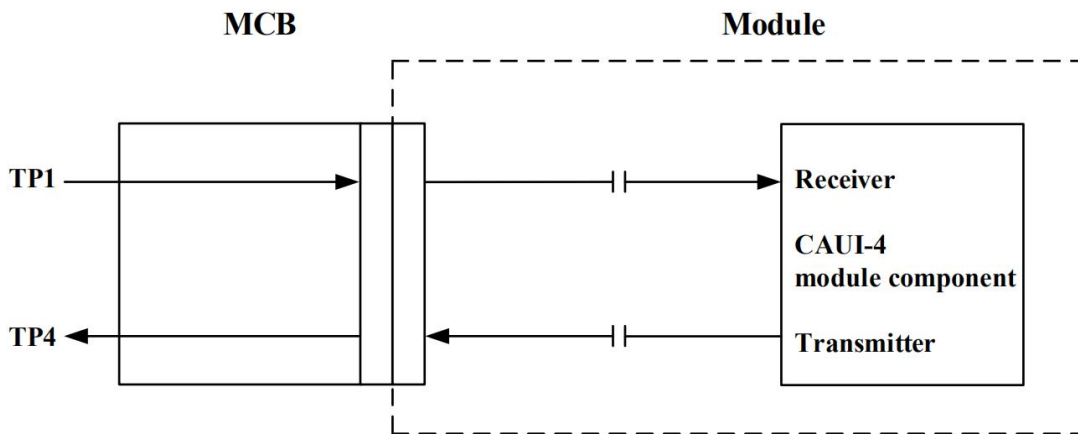 MCB
Module
TP1
Receiver
CAUI-4
module component
TP4
Transmitter